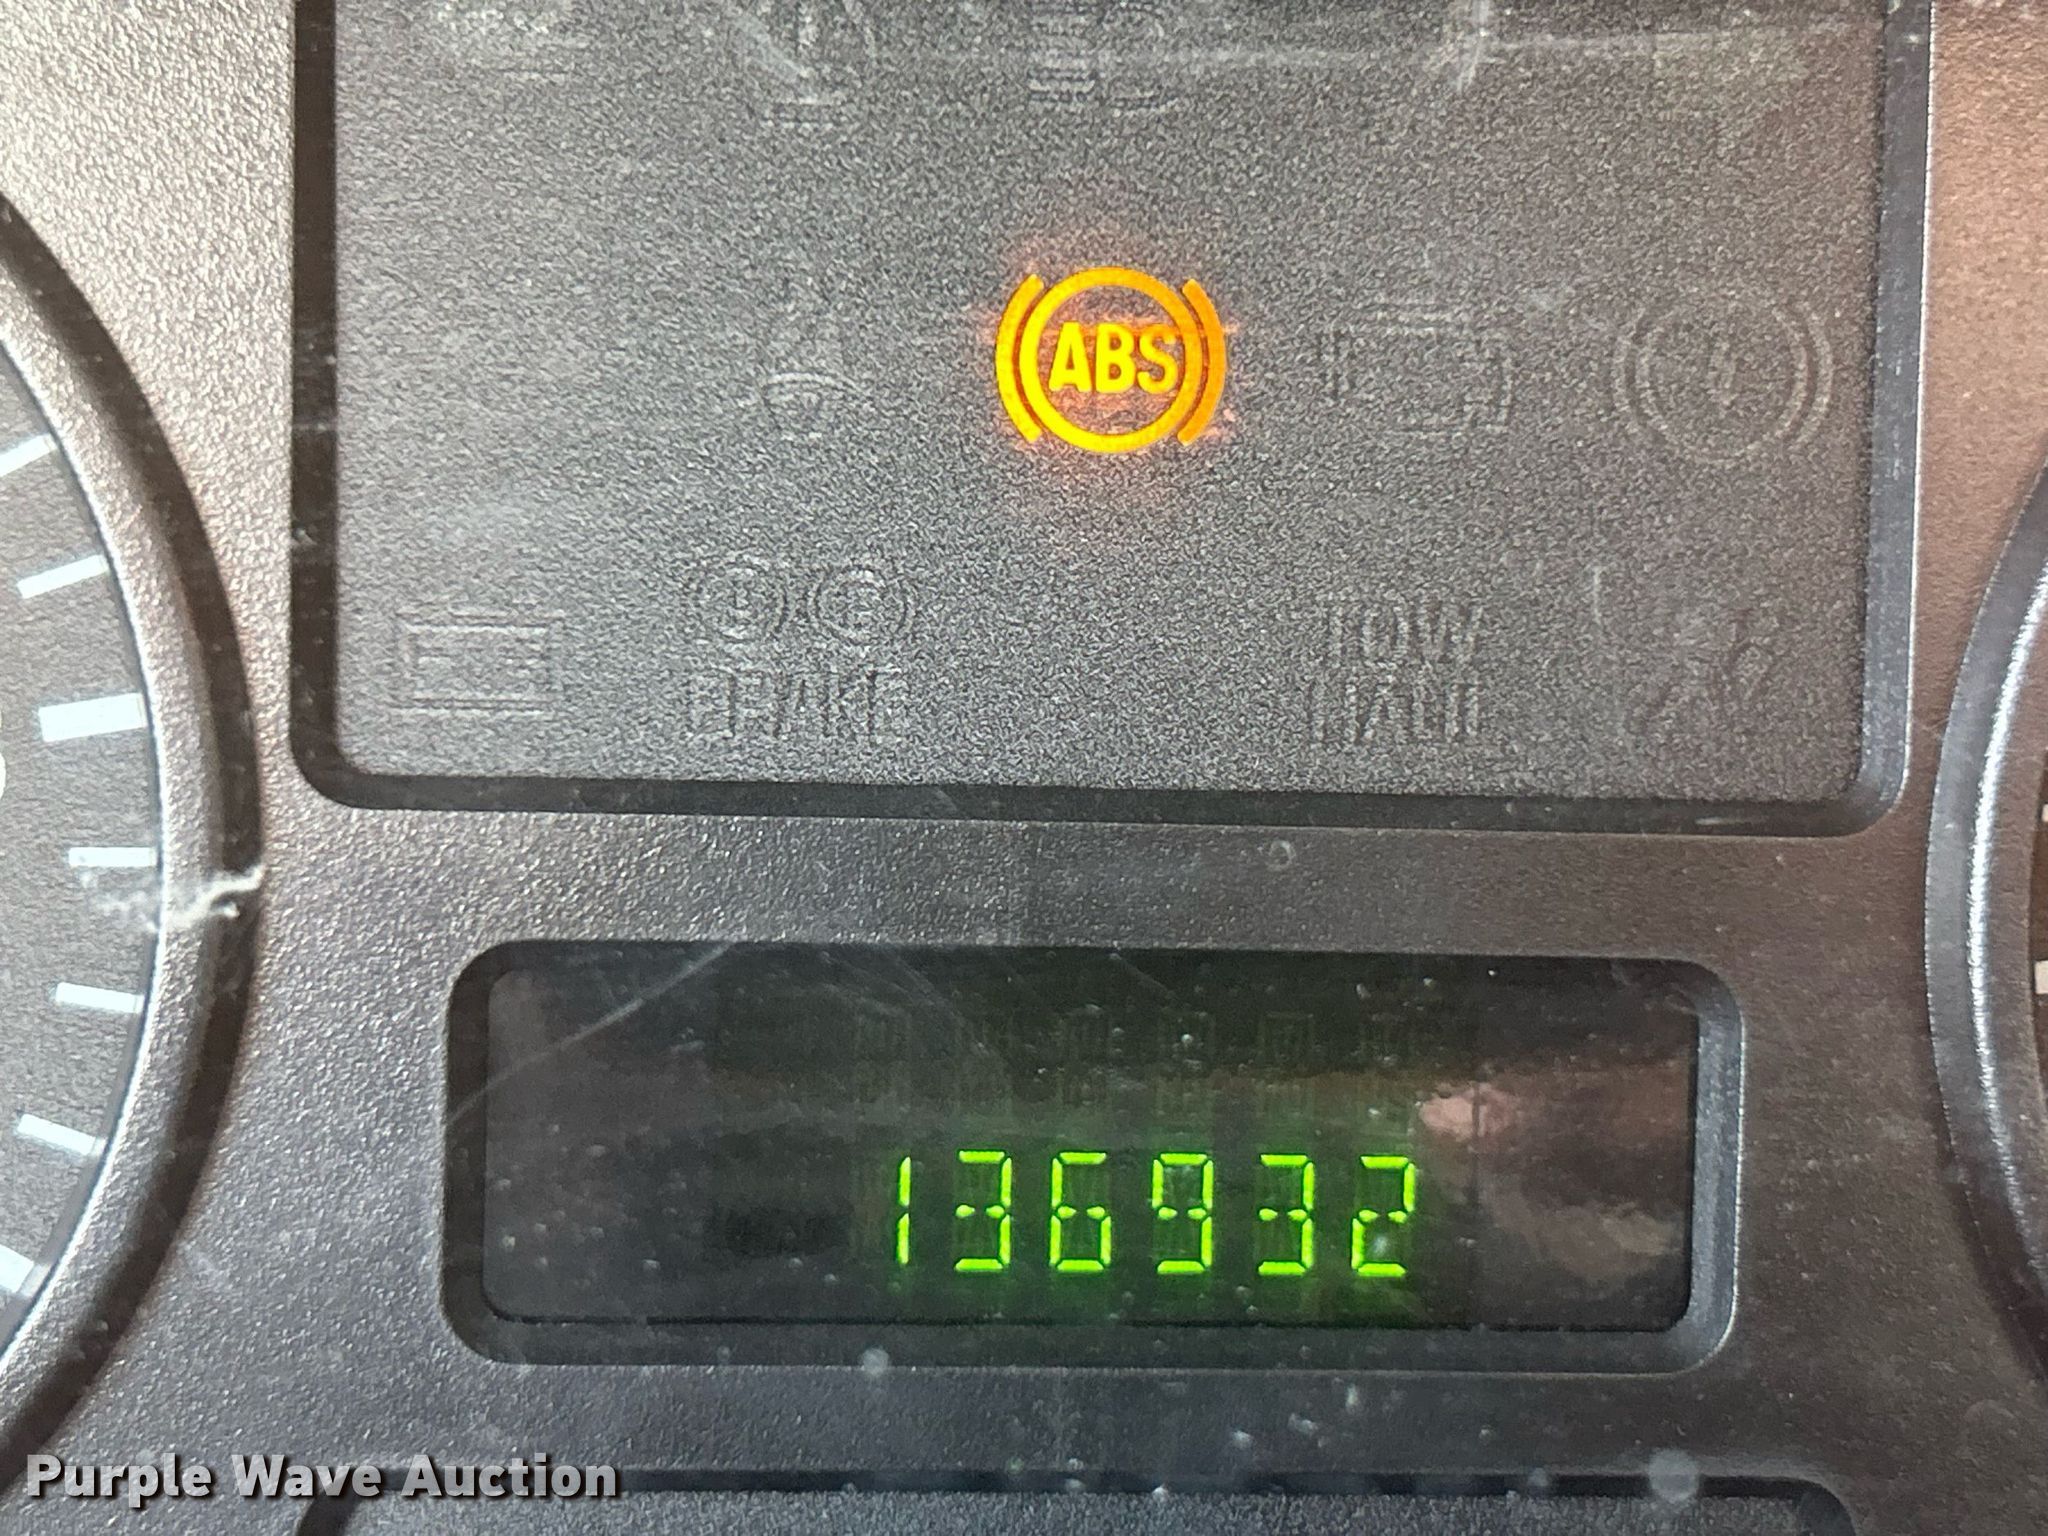 ABS
BRAKE
TOW
HAUL
136932
Purple Wave Auction